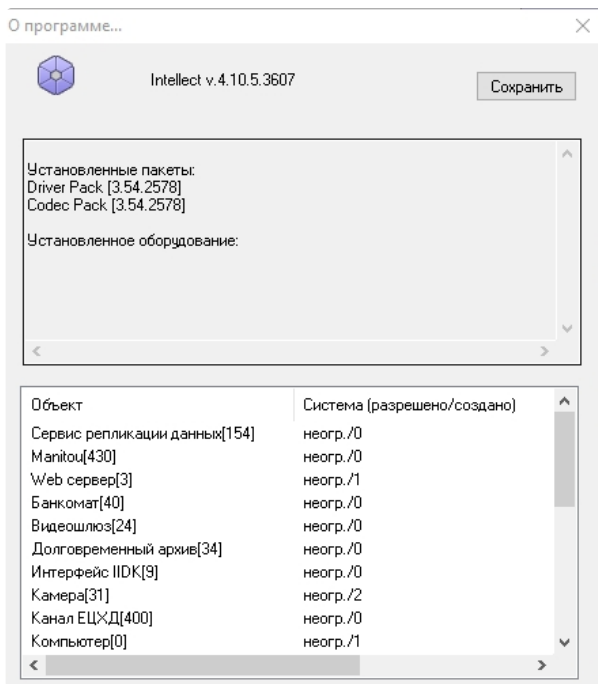 О программе...
Intellect v.4.10.5.3607
Сохранить
Установленные пакеты:
Driver Pack [3.54.2578]
Codec Pack [3.54.2578]
Установленное оборудование:
Объект Система (разрешено/создано)
Сервис репликации данных[154] неогр./0
Manitou[430] неогр./0
Web сервер[3] неогр./1
Банкомат[40] неогр./0
Видеошлюз[24] неогр./0
Долговременный архив[34] неогр./0
Интерфейс IIDK[9] неогр./0
Камера[31] неогр./2
Канал ЕЦХД[400] неогр./0
Компьютер[0] неогр./1